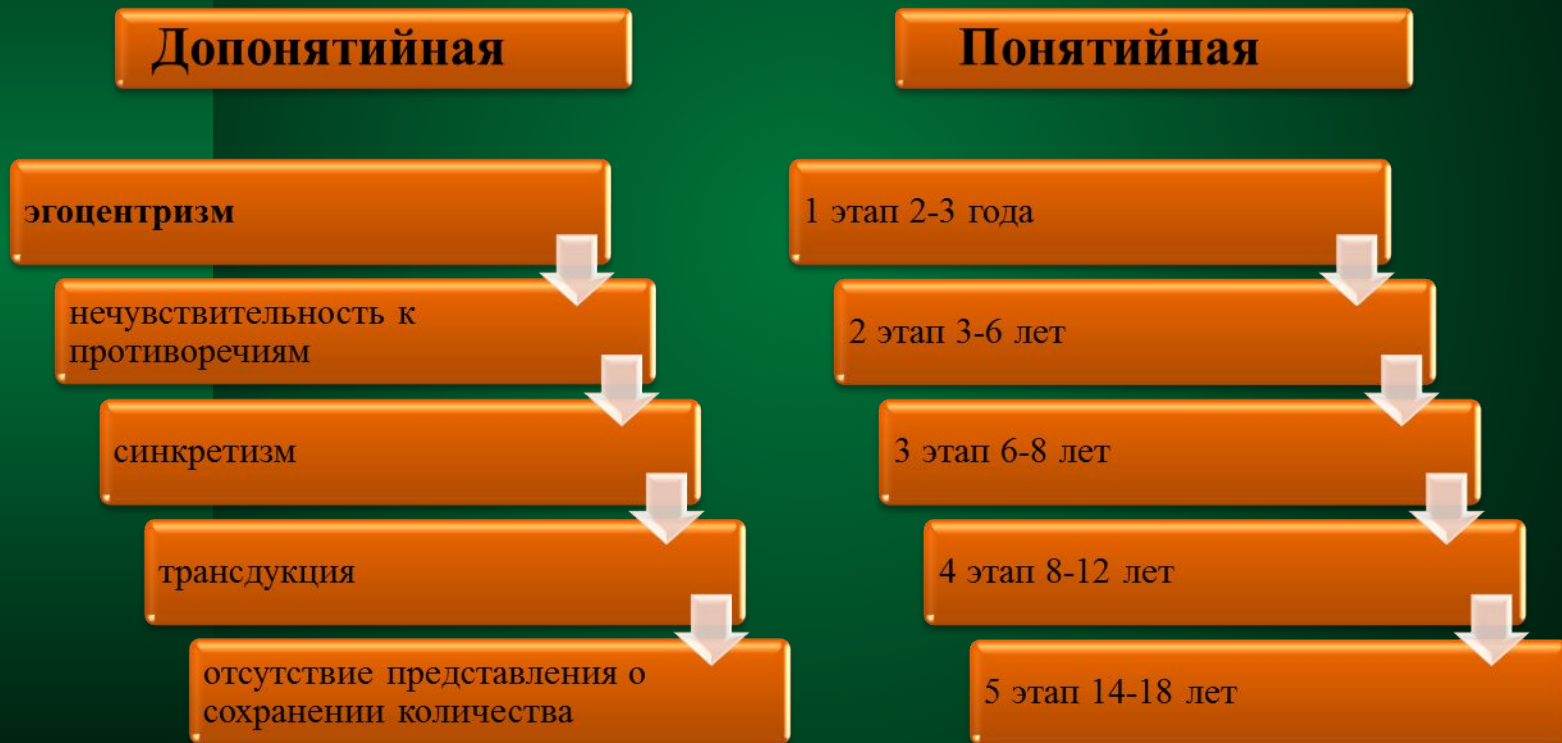 Допонятийная
эгоцентризм
нечувствительность к
противоречиям
синкретизм
трансдукция
отсутствие представления о
сохранении количества
Понятийная
1 этап 2-3 года
2 этап 3-6 лет
3 этап 6-8 лет
4 этап 8-12 лет
5 этап 14-18 лет